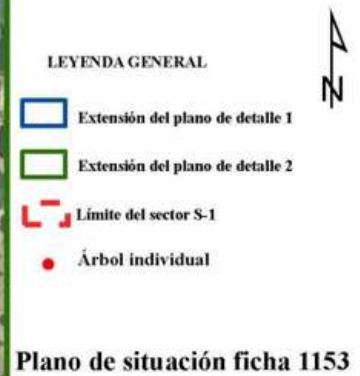 N
LEYENDA GENERAL
Extensión del plano de detalle 1
Extensión del plano de detalle 2
Límite del sector S-1
Árbol individual
Plano de situación ficha 1153